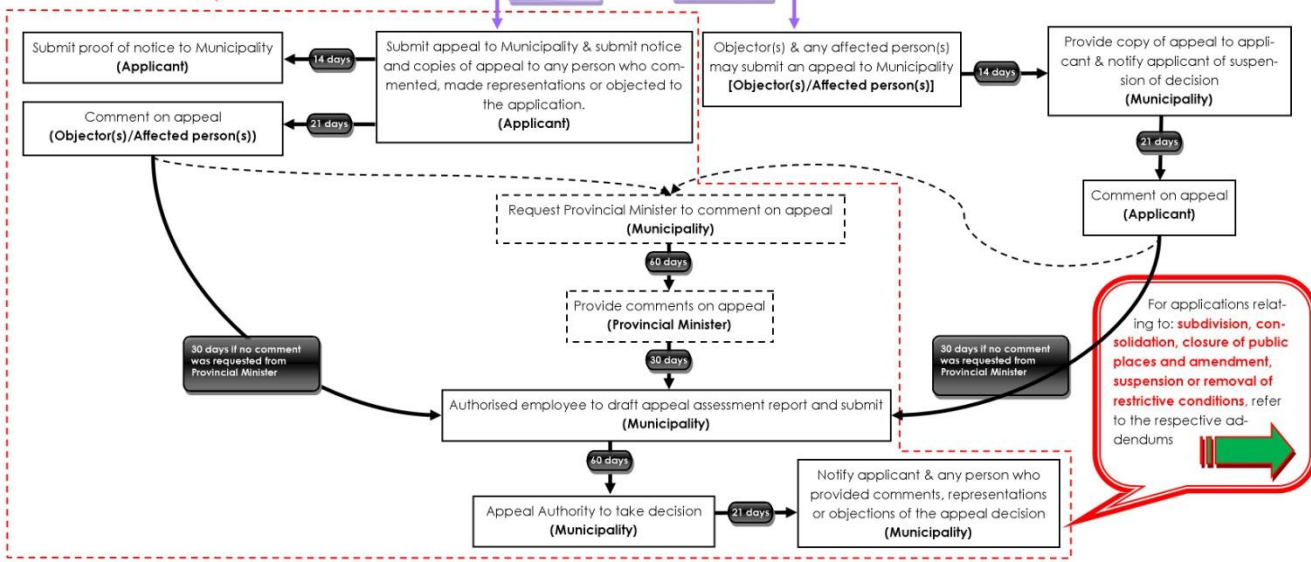 Submit proof of notice to Municipality
(Applicant)
14 days
Submit appeal to Municipality & submit notice
and copies of appeal to any person who com-
mented, made representations or objected to
the application.
(Applicant)
Objector(s) & any affected person(s)
may submit an appeal to Municipality
[Objector(s)/Affected person(s)]
14 days
Provide copy of appeal to appli-
cant & notify applicant of suspen-
sion of decision
(Municipality)
Comment on appeal
(Objector(s)/Affected person(s))
21 days
21 days
Request Provincial Minister to comment on appeal
(Municipality)
Comment on appeal
(Applicant)
60 days
Provide comments on appeal
(Provincial Minister)
30 days if no comment
was requested from
Provincial Minister
30 days
30 days if no comment
was requested from
Provincial Minister
For applications relat-
ing to: subdivision, con-
solidation, closure of public
places and amendment,
suspension or removal of
restrictive conditions, refer
to the respective ad-
dendums
Authorised employee to draft appeal assessment report and submit
(Municipality)
60 days
Appeal Authority to take decision
(Municipality)
21 days
Notify applicant & any person who
provided comments, representations
or objections of the appeal decision
(Municipality)